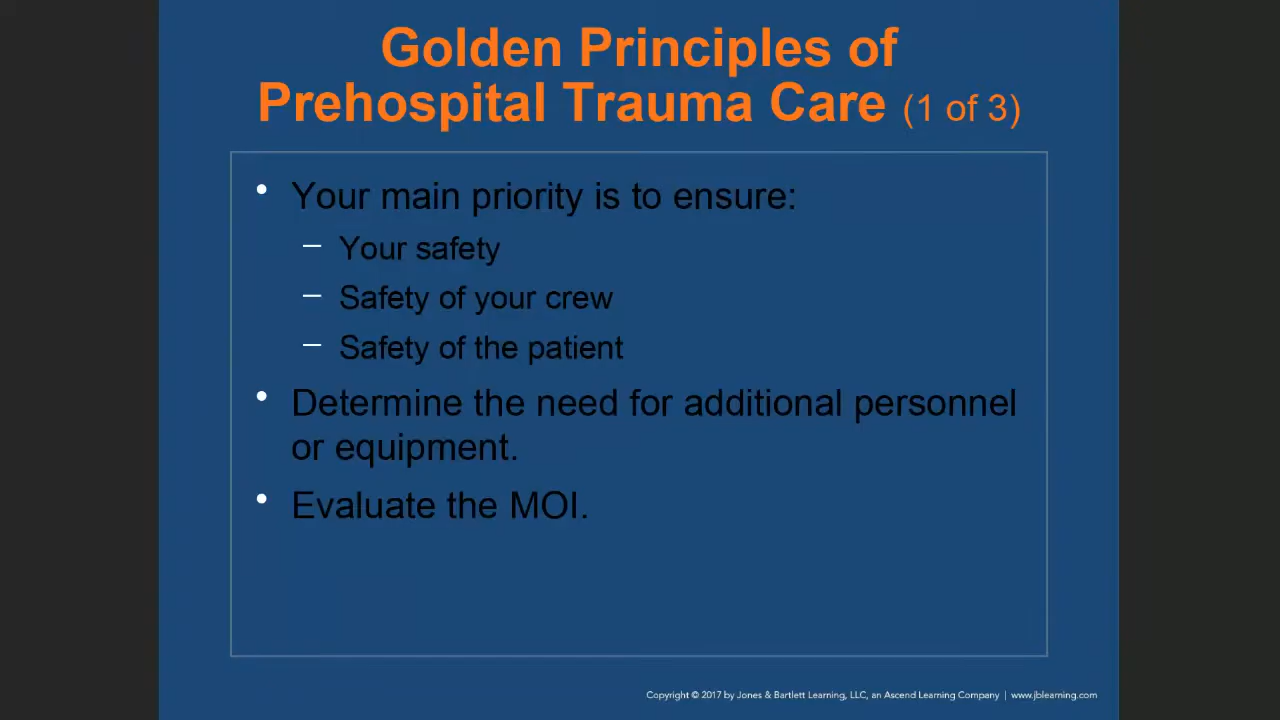 Golden Principles of
Prehospital Trauma Care (1 of 3)
• Your main priority is to ensure:
– Your safety
– Safety of your crew
– Safety of the patient
• Determine the need for additional personnel
or equipment.
• Evaluate the MOI.
Copyright © 2017 by Jones & Bartlett Learning, LLC, an Ascend Learning Company | www.jblearning.com